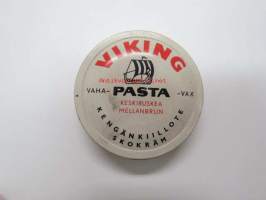 VIKING
VAHA- PASTA -VAX
KESKIRUSKEA
MELLANBRUN
KENGÄNKIILLOTE
SKOKRÄM